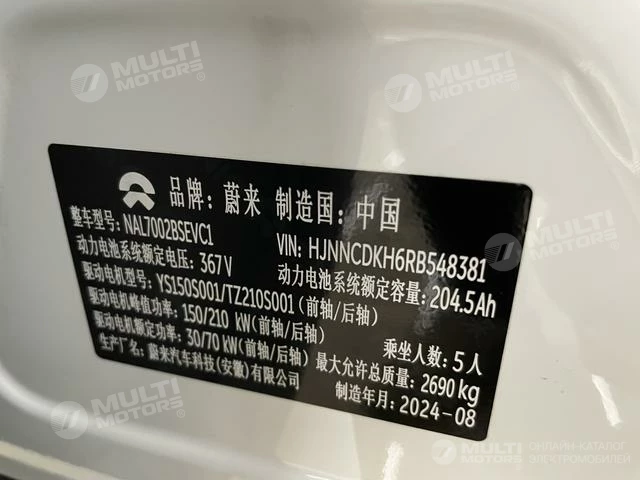 MULTI MOTORS
MULTI MOTORS
品牌: 蔚来 制造国: 中国
整车型号: NAL7002BSEVC1
VIN: HJNNCDKH6RB548381
动力电池系统额定电压: 367V
动力电池系统额定容量: 204.5Ah
驱动电机型号: YS150S001/TZ210S001 (前轴/后轴)
驱动电机峰值功率: 150/210 kW(前轴/后轴)
乘坐人数: 5人
驱动电机额定功率: 30/70 kW(前轴/后轴)
最大允许总质量: 2690 kg
生产厂名: 蔚来汽车科技(安徽)有限公司
制造年月: 2024-08
MULTI MOTORS
MULTI MOTORS
MULTI MOTORS
MULTI MOTORS
ОНЛАЙН-КАТАЛОГ
ЭЛЕКТРОМОБИЛЕЙ